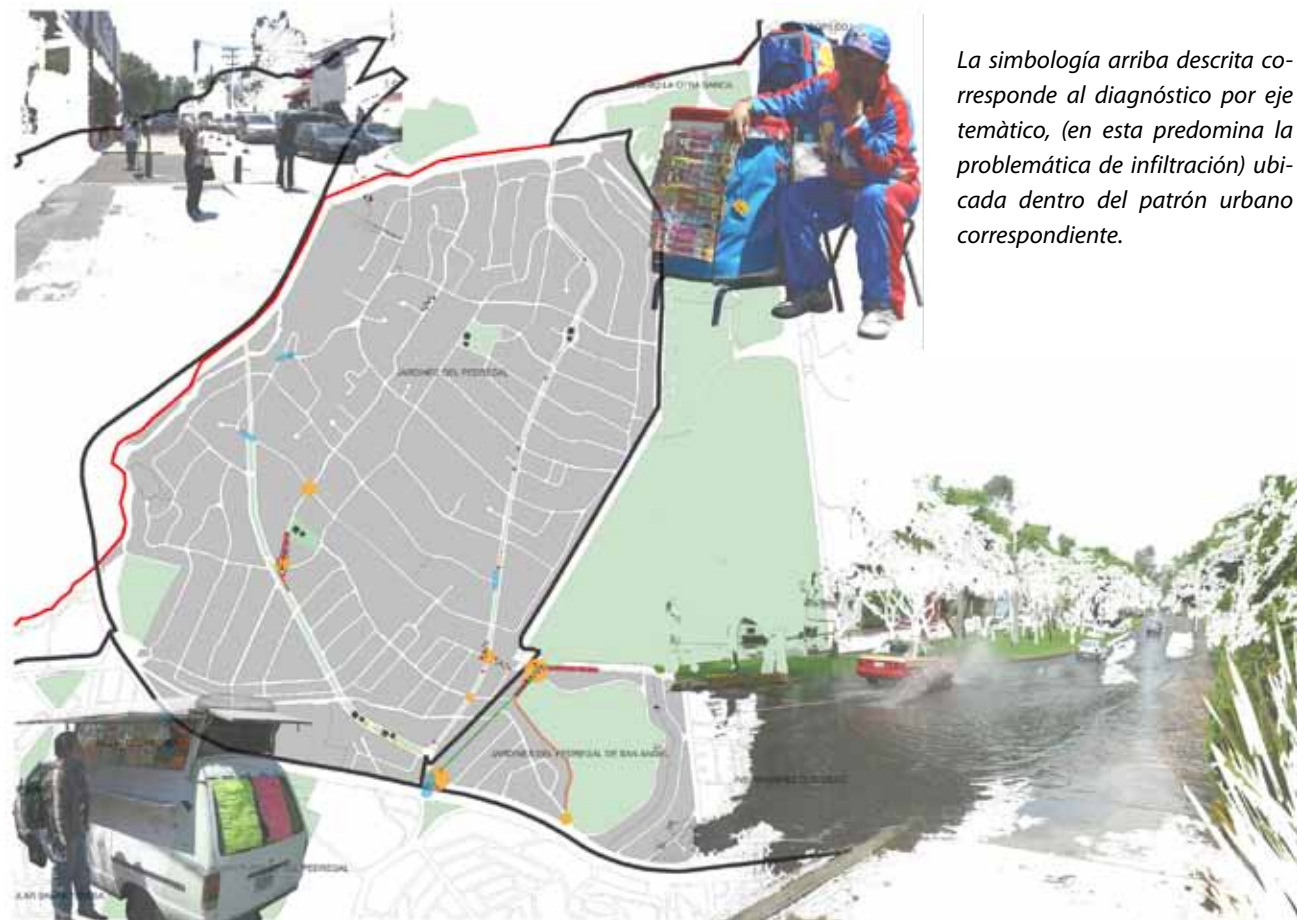 La simbología arriba descrita co-
rresponde al diagnóstico por eje
temàtico, (en esta predomina la
problemática de infiltración) ubi-
cada dentro del patrón urbano
correspondiente.
JARDINES DEL PEDREGAL
JARDINES DEL PEDREGAL DE SAN ANGEL
PEDREGAL